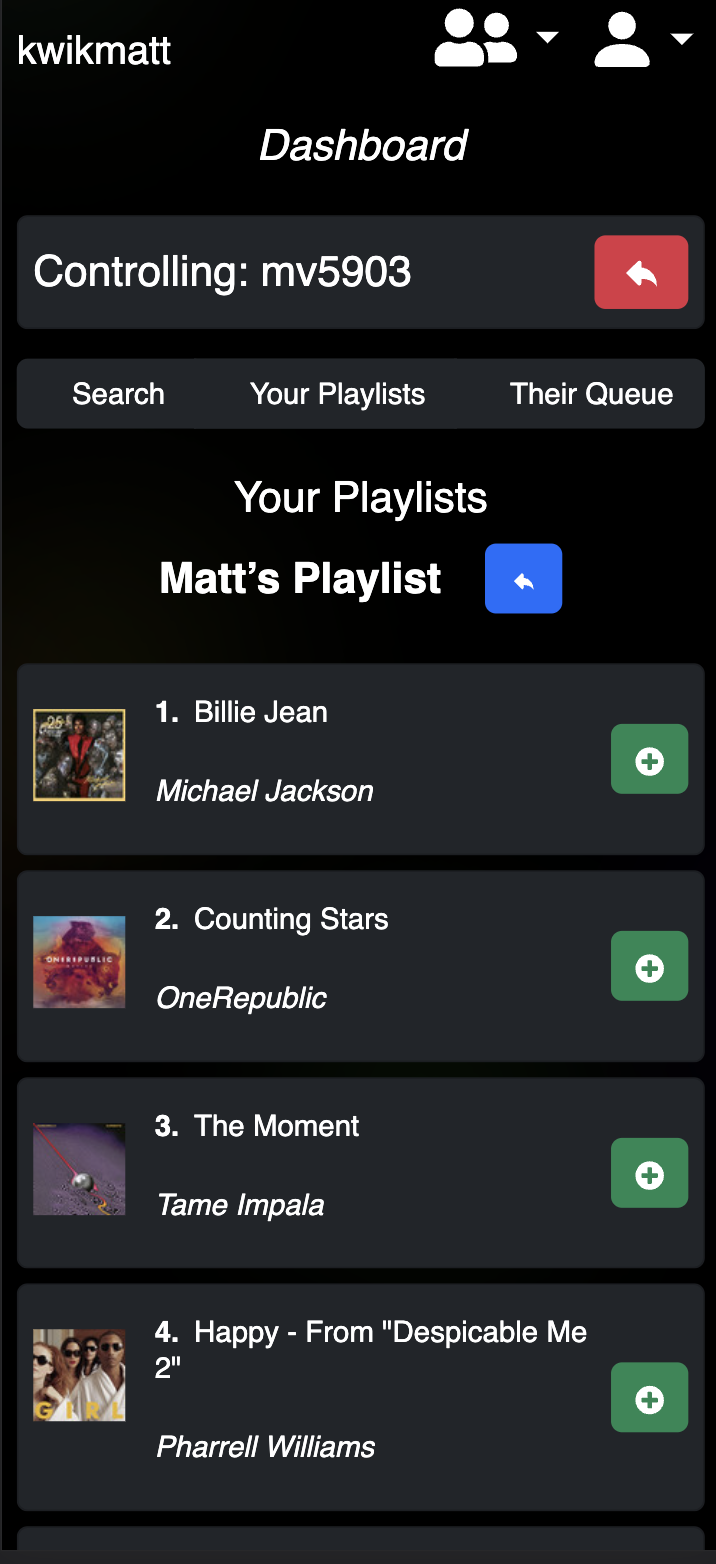 kwikmatt
Dashboard
Controlling: mv5903
Search Your Playlists Their Queue
Your Playlists
Matt’s Playlist
1. Billie Jean
Michael Jackson
2. Counting Stars
ONEREPUBLIC
OneRepublic
3. The Moment
Tame Impala
4. Happy - From "Despicable Me
2"
GIRL
Pharrell Williams